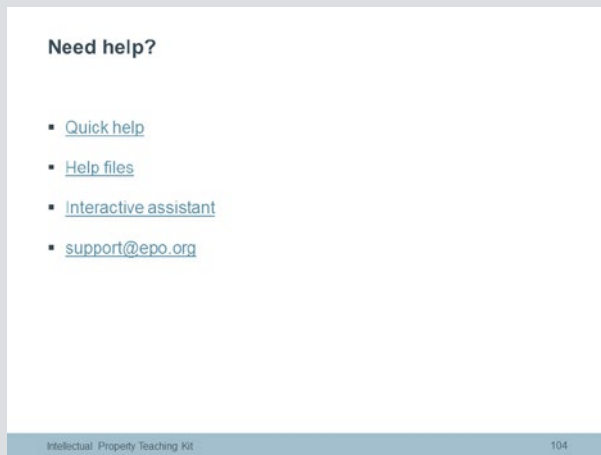 Need help?
▪ Quick help
▪ Help files
▪ Interactive assistant
▪ support@epo.org
Intellectual Property Teaching Kit 104